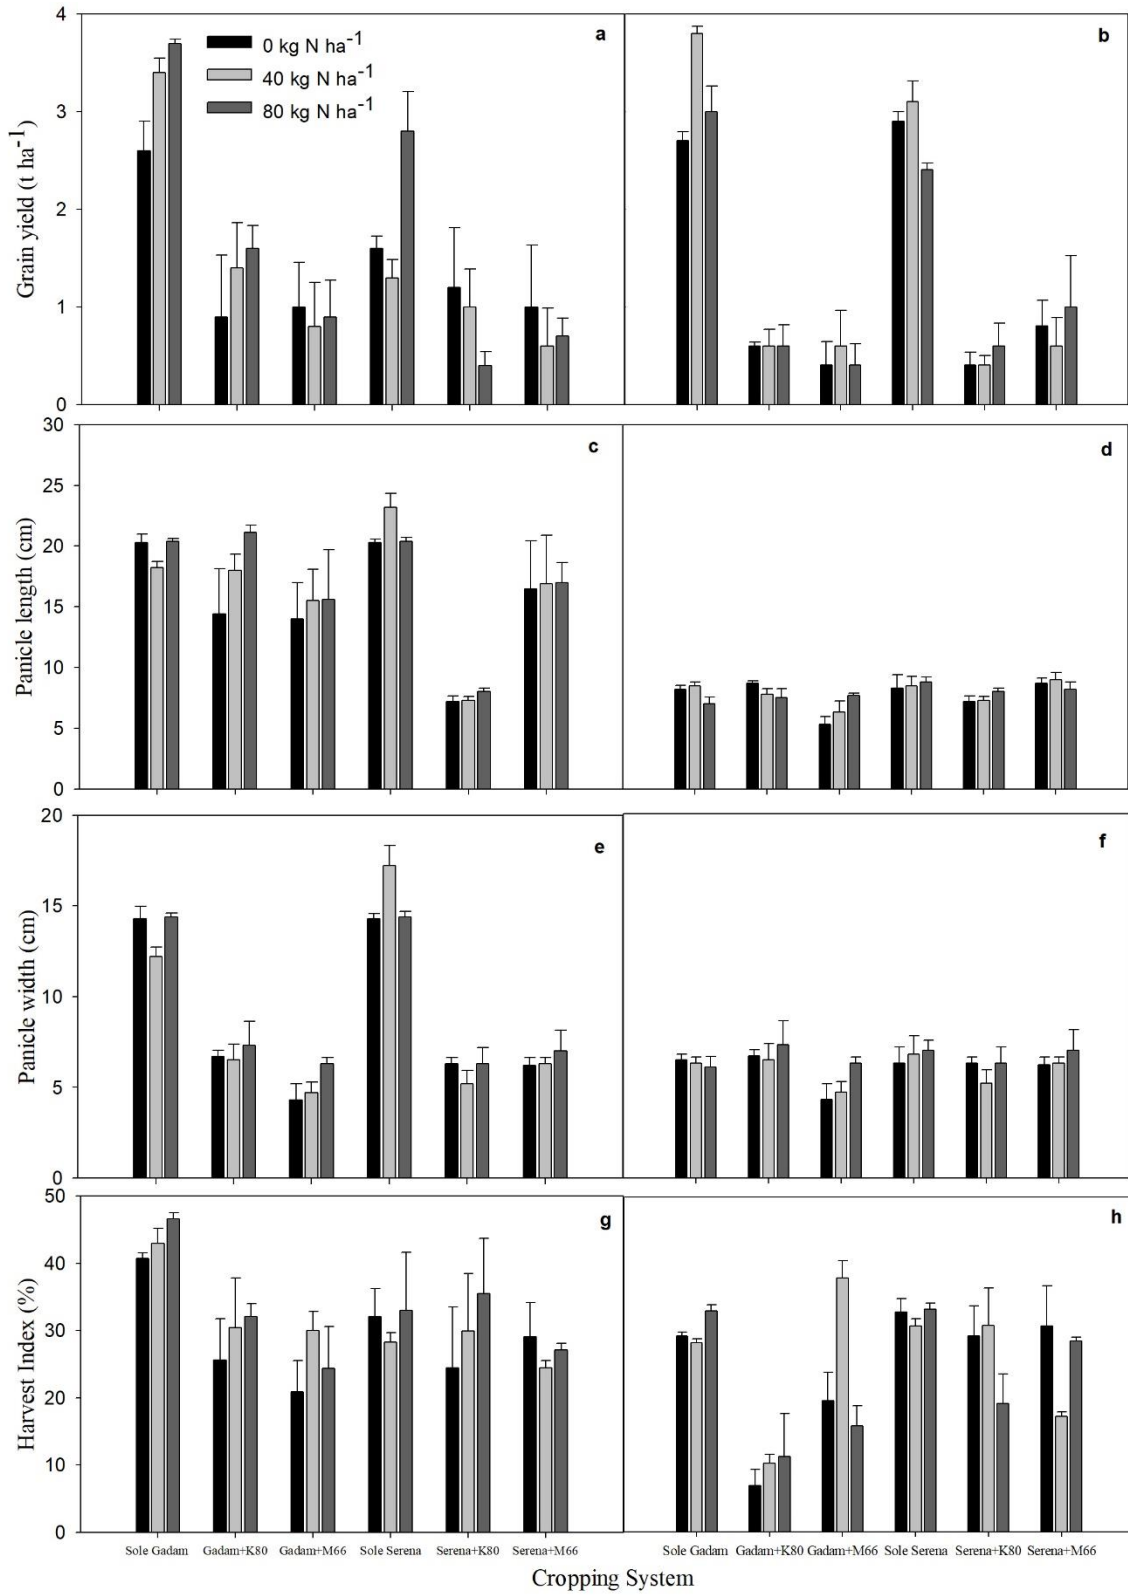 4
3
2
1
0
Grain yield (t ha-1)
0 kg N ha-1
40 kg N ha-1
80 kg N ha-1
a
b
30
25
20
15
10
5
0
Panicle length (cm)
c
d
20
15
10
5
0
Panicle width (cm)
e
f
50
40
30
20
10
0
Harvest Index (%)
g
h
Sole Gadam Gadam+K80 Gadam+M66 Sole Serena Serena+K80 Serena+M66 Sole Gadam Gadam+K80 Gadam+M66 Sole Serena Serena+K80 Serena+M66
Cropping System